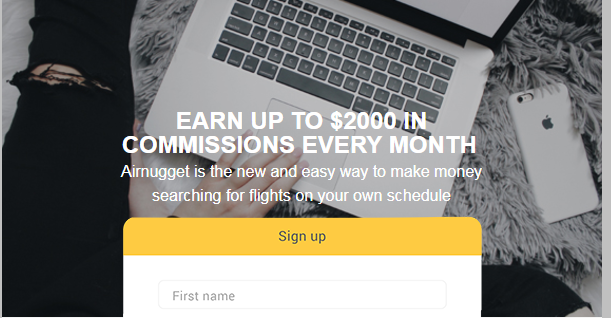 EARN UP TO $2000 IN
COMMISSIONS EVERY MONTH
Airnugget is the new and easy way to make money
searching for flights on your own schedule
Sign up
First name